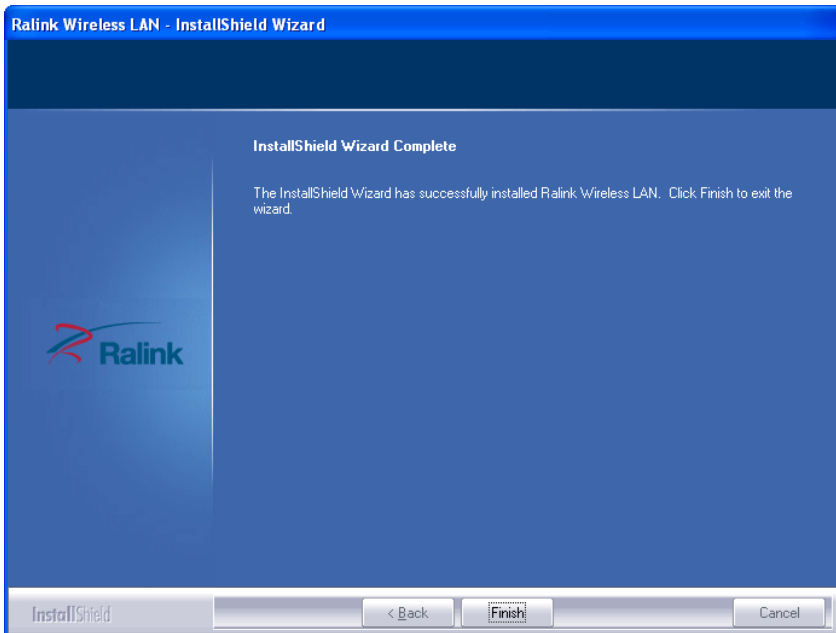 Ralink Wireless LAN - InstallShield Wizard
InstallShield Wizard Complete
The InstallShield Wizard has successfully installed Ralink Wireless LAN. Click Finish to exit the
wizard.
Ralink
InstallShield
< Back
Finish
Cancel